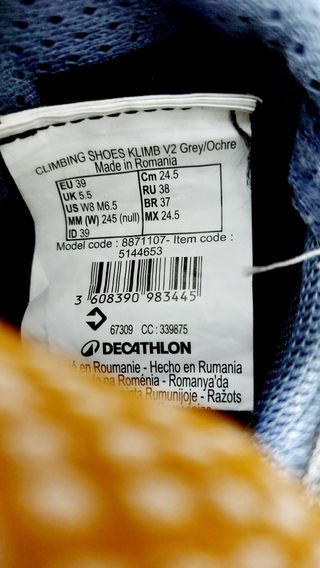 CLIMBING SHOES KLIMB V2 Grey/Ochre
Made in Romania
EU 39 Cm 24.5
UK 5.5 RU 38
US W8 M6.5 BR 37
MM (W) 245 (null) MX 24.5
ID 39
Model code : 8871107- Item code :
5144653
3 608390 983445
67309 CC : 339875
DECATHLON
é en Roumanie - Hecho en Rumania
na Roménia - Romanya'da
Rumunijoje - Ražots